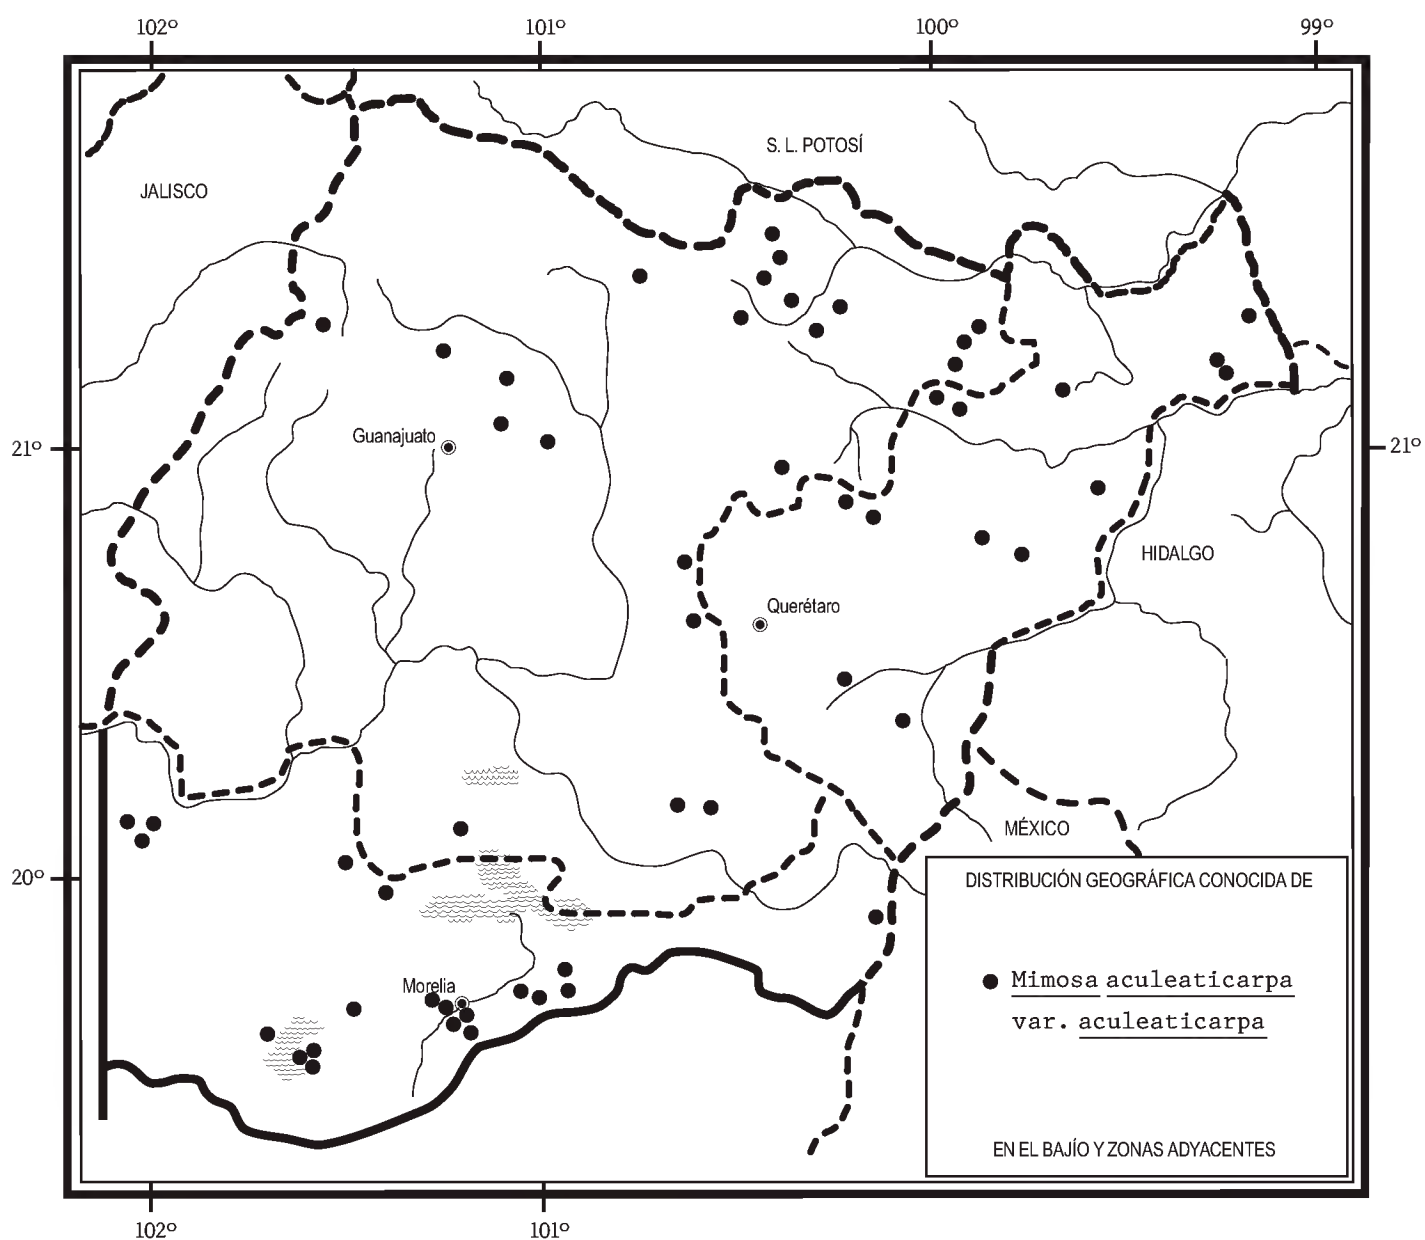 102º 101º 100º 99º
S. L. POTOSÍ
JALISCO
Guanajuato
21º
21º
HIDALGO
Querétaro
MÉXICO
20º
DISTRIBUCIÓN GEOGRÁFICA CONOCIDA DE
Mimosa aculeaticarpa
var. aculeaticarpa
EN EL BAJÍO Y ZONAS ADYACENTES
Morelia
102º 101º